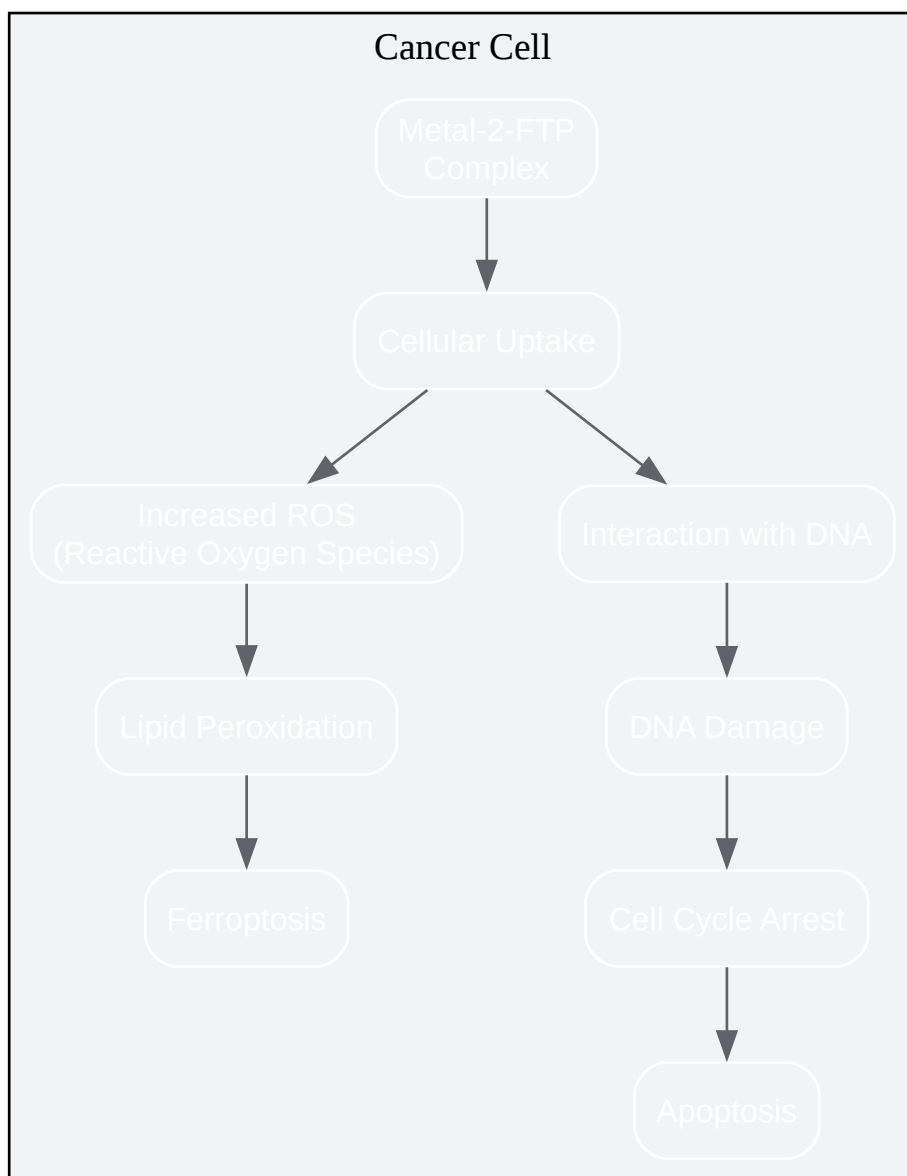 Cancer Cell
Metal-2-FTP
Complex
Cellular Uptake
Increased ROS
(Reactive Oxygen Species)
Interaction with DNA
Lipid Peroxidation
DNA Damage
Ferroptosis
Cell Cycle Arrest
Apoptosis